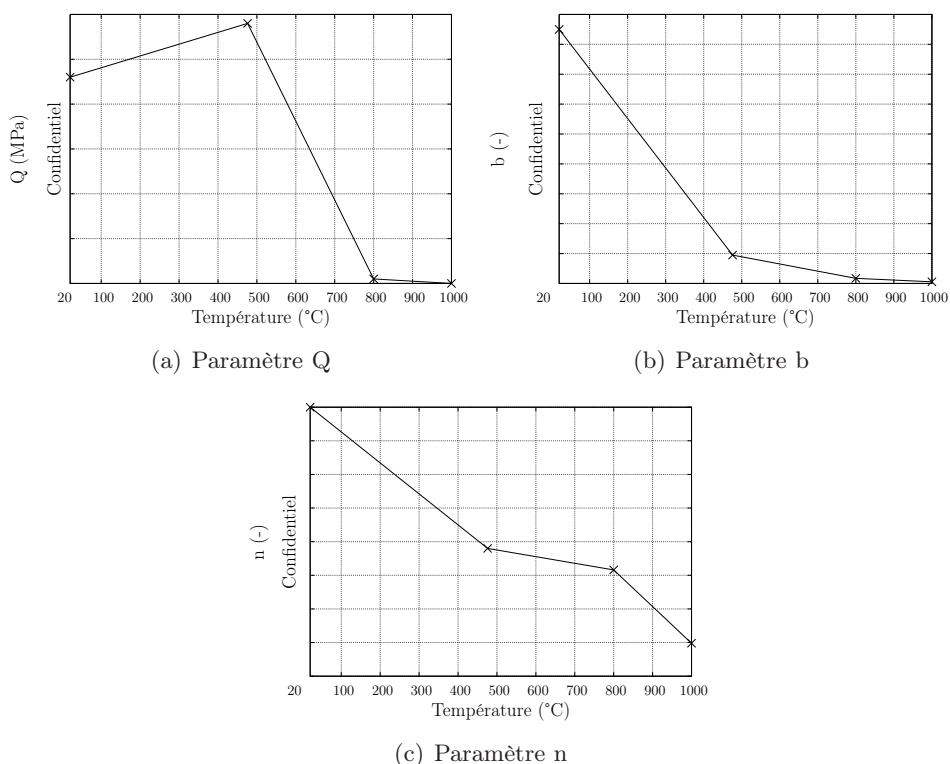 Q (MPa)
Confidentiel
20 100 200 300 400 500 600 700 800 900 1000
Température (°C)
(a) Paramètre Q
b (-)
Confidentiel
20 100 200 300 400 500 600 700 800 900 1000
Température (°C)
(b) Paramètre b
n (-)
Confidentiel
20 100 200 300 400 500 600 700 800 900 1000
Température (°C)
(c) Paramètre n